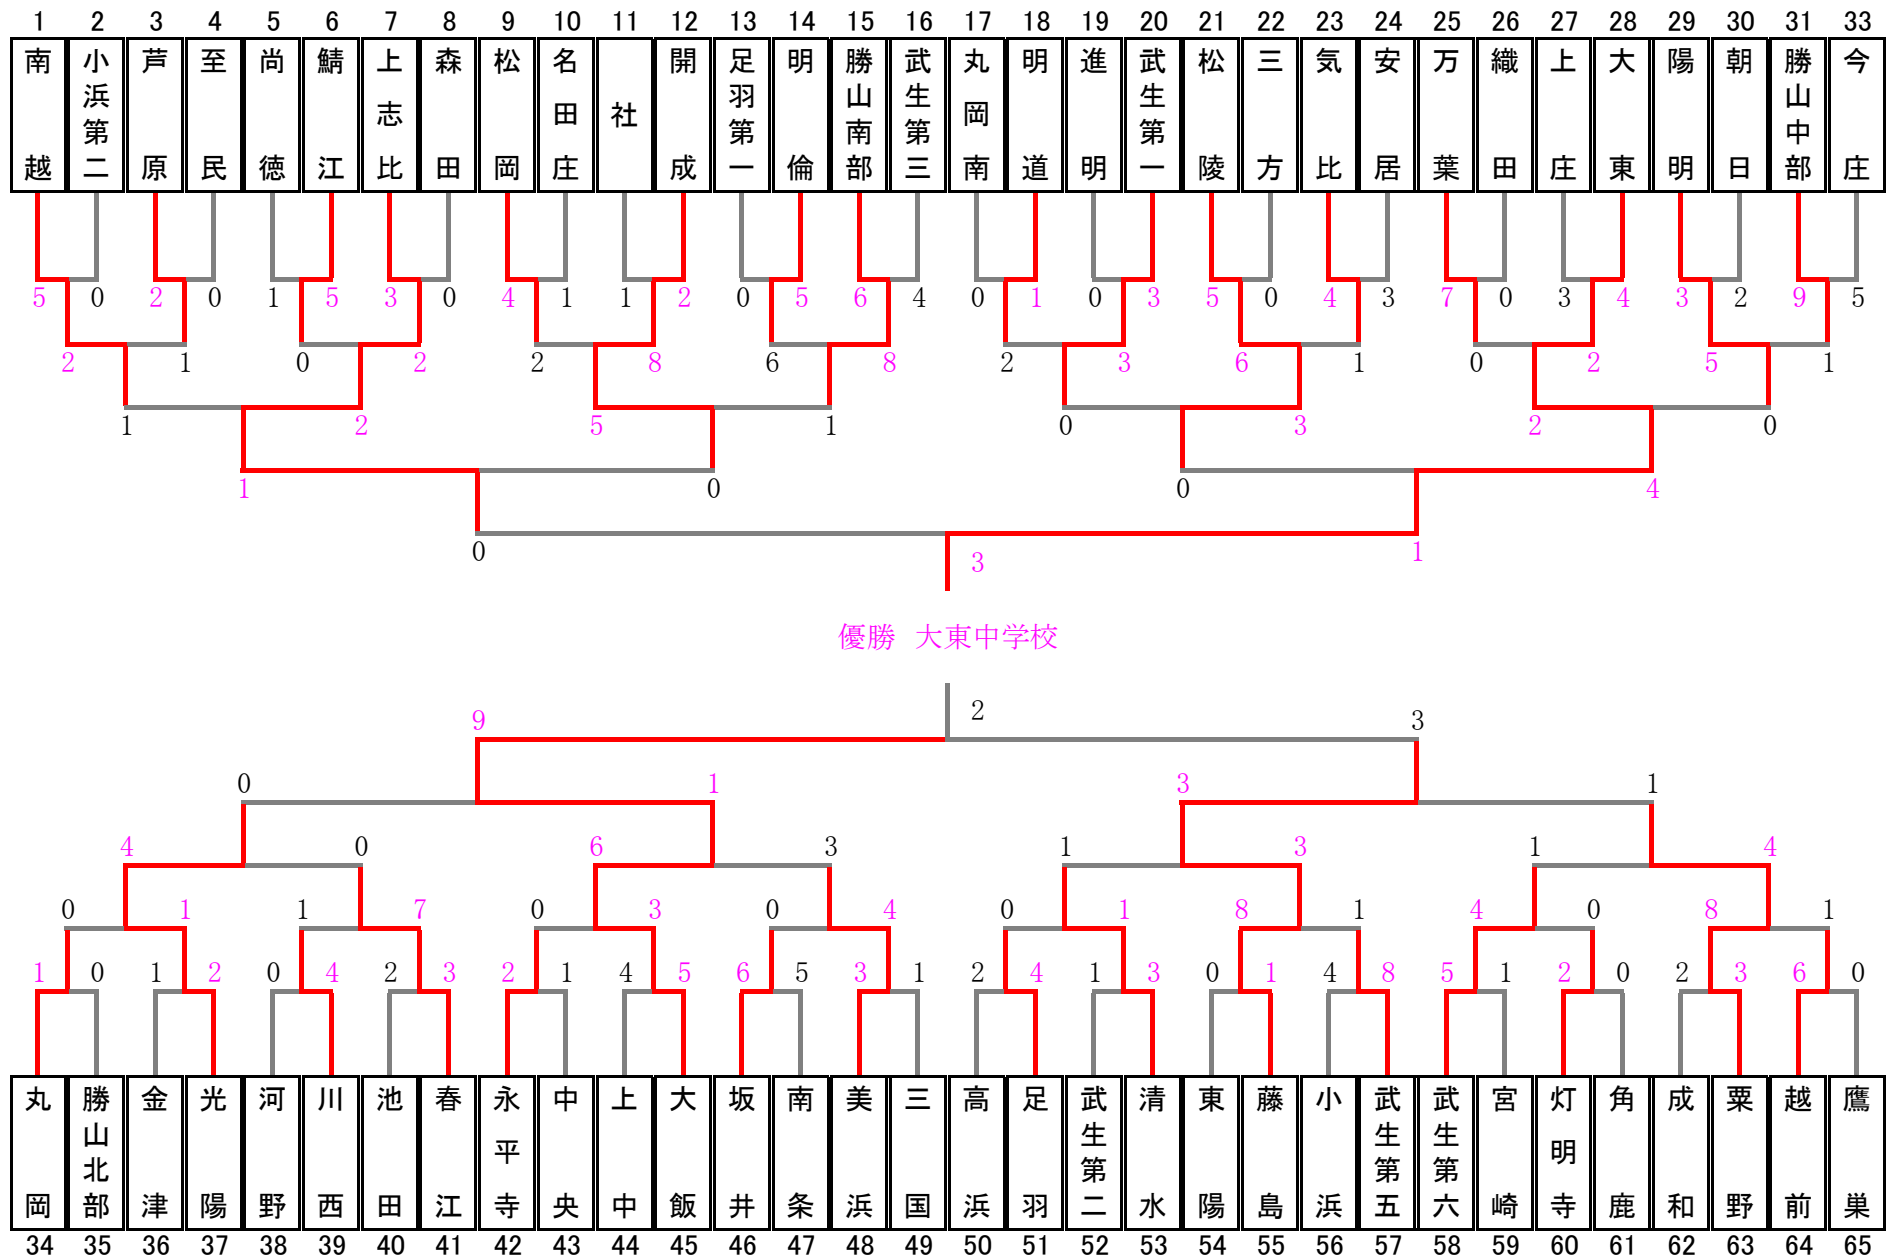 1 2 3 4 5 6 7 8 9 10 11 12 13 14 15 16 17 18 19 20 21 22 23 24 25 26 27 28 29 30 31 33
南越 小浜第二 芦原 至民 尚徳 鯖江 上志比 森田 松岡 名田庄 社 開成 足羽第一 明倫 勝山南部 武生第三 丸岡南 明道 進明 武生第一 松陵 三方 気比 安居 万葉 織田 上庄 大東 陽明 朝日 勝山中部 今庄
5 0 2 0 1 5 3 0 4 1 1 2 0 5 6 4 0 1 0 3 5 0 4 3 7 0 3 4 3 2 9 5
2 1 0 2 2 8 6 8 2 3 6 1 0 2 5 1
1 2 5 1 0 3 2 0
1 0 0 4
0 1
3
優勝 大東中学校
2
9 3
0 1 3 1
4 0 6 3 1 3 1 4
0 1 1 7 0 3 0 4 0 1 8 1 4 0 8 1
1 0 1 2 0 4 2 3 2 1 4 5 6 5 3 1 2 4 1 3 0 1 4 8 5 1 2 0 2 3 6 0
丸岡 勝山北部 金津 光陽 河野 川西 池田 春江 永平寺 中央 上中 大飯 坂井 南条 美浜 三国 高浜 足羽 武生第二 清水 東陽 藤島 小浜 武生第五 武生第六 宮崎 灯明寺 角鹿 成和 粟野 越前 鷹巣
34 35 36 37 38 39 40 41 42 43 44 45 46 47 48 49 50 51 52 53 54 55 56 57 58 59 60 61 62 63 64 65